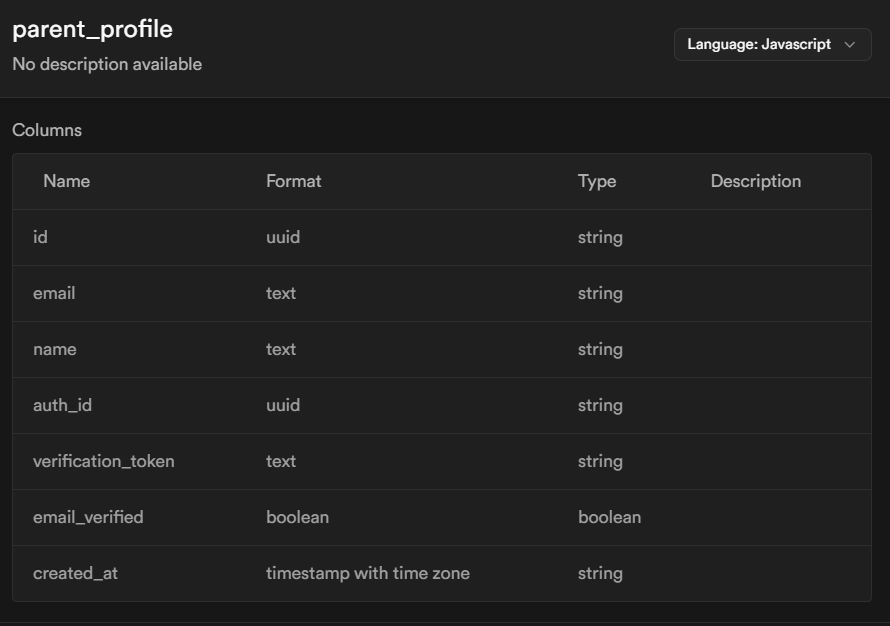 parent_profile
No description available
Language: Javascript
Columns
Name Format Type Description
id uuid string
email text string
name text string
auth_id uuid string
verification_token text string
email_verified boolean boolean
created_at timestamp with time zone string